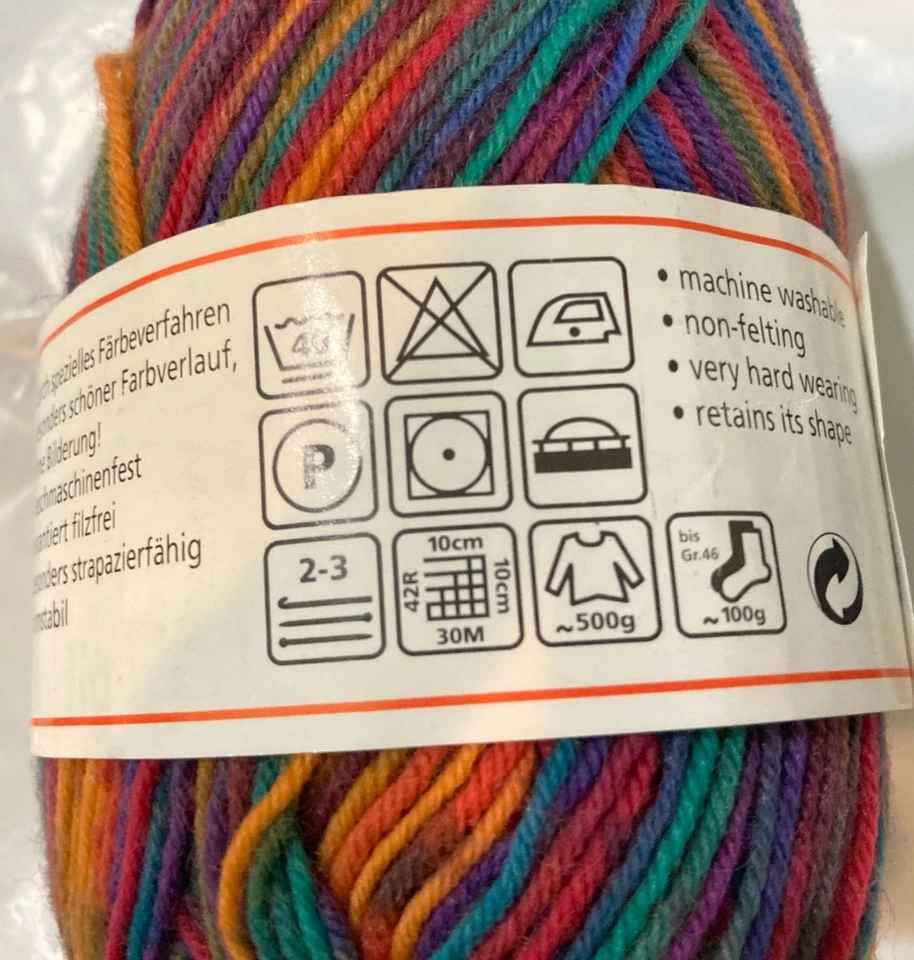 spezielles Färbeverfahren
schöner Farbverlauf,
Bilderung!
filzfrei
strapazierfähig
40
P
2-3
10cm
42R
10cm
30M
~500g
bis
Gr.46
~100g
• machine washable
• non-felting
• very hard wearing
• retains its shape